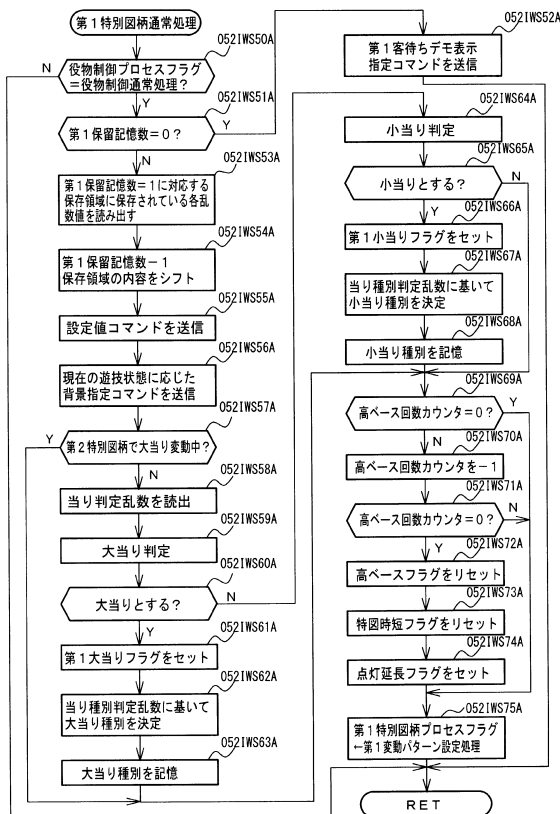 第1特別図柄通常処理
052IWS50A
N
役物制御プロセスフラグ
=役物制御通常処理?
Y
052IWS51A
第1保留記憶数=0?
Y
N
052IWS53A
第1保留記憶数=1に対応する
保存領域に保存されている各乱
数値を読み出す
052IWS54A
第1保留記憶数-1
保存領域の内容をシフト
052IWS55A
設定値コマンドを送信
052IWS56A
現在の遊技状態に応じた
背景指定コマンドを送信
052IWS57A
Y
第2特別図柄で大当り変動中?
N
052IWS58A
当り判定乱数を読出
052IWS59A
大当り判定
052IWS60A
大当りとする?
N
Y
052IWS61A
第1大当りフラグをセット
052IWS62A
当り種別判定乱数に基いて
大当り種別を決定
052IWS63A
大当り種別を記憶
052IWS52A
第1客待ちデモ表示
指定コマンドを送信
052IWS64A
小当り判定
052IWS65A
小当りとする?
N
Y
052IWS66A
第1小当りフラグをセット
052IWS67A
当り種別判定乱数に基いて
小当り種別を決定
052IWS68A
小当り種別を記憶
052IWS69A
高ベース回数カウンタ=0?
Y
N
052IWS70A
高ベース回数カウンタを-1
052IWS71A
高ベース回数カウンタ=0?
N
Y
052IWS72A
高ベースフラグをリセット
052IWS73A
特図時短フラグをリセット
052IWS74A
点灯延長フラグをセット
052IWS75A
第1特別図柄プロセスフラグ
←第1変動パターン設定処理
RET